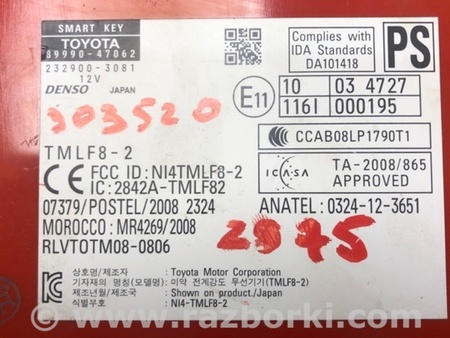 SMART KEY
TOYOTA
89990-47062
232900-3081
12V
DENSO JAPAN
Complies with
IDA Standards
DA101418
PS
E11
10 03 4727
116I 000195
303520
CCAB08LP1790T1
TMLF8-2
CE FCC ID:NI4TMLF8-2
IC:2842A-TMLF82
ICASA
TA-2008/865
APPROVED
07379/POSTEL/2008 2324
ANATEL: 0324-12-3651
MOROCCO: MR4269/2008
RLVTOTM08-0806
2975
상호명/제조자 : Toyota Motor Corporation
기자재의 명칭(모델명) : 미약 전계강도 무선기기(TMLF8-2)
제조년월/제조국 : Shown on product./Japan
식별부호 : NI4-TMLF8-2
© www.razborki.com